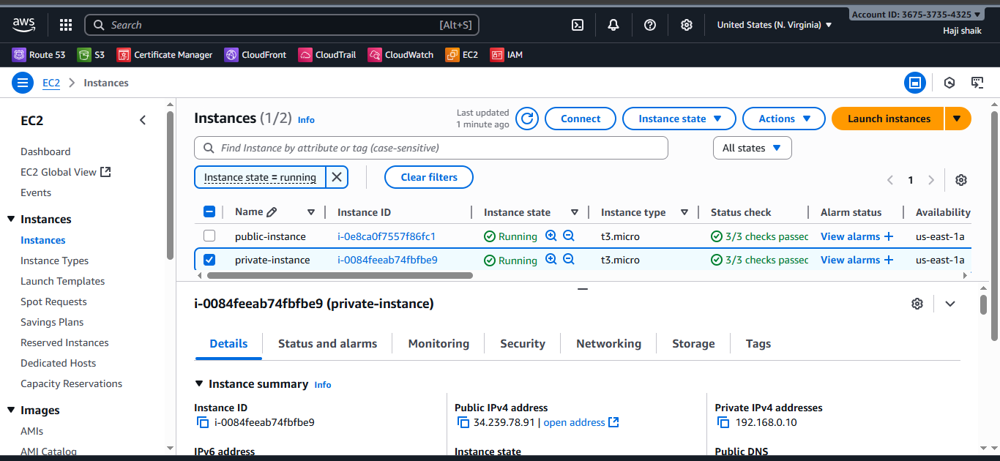 aws
Search
[Alt+S]
United States (N. Virginia)
Account ID: 3675-3735-4325
Haji shaik
Route 53
S3
Certificate Manager
CloudFront
CloudTrail
CloudWatch
EC2
IAM
EC2
Instances
EC2
Dashboard
EC2 Global View
Events
Instances
Instances
Instance Types
Launch Templates
Spot Requests
Savings Plans
Reserved Instances
Dedicated Hosts
Capacity Reservations
Images
AMIs
AMI Catalog
Instances (1/2) Info
Last updated
1 minute ago
Connect
Instance state
Actions
Launch instances
Find Instance by attribute or tag (case-sensitive)
All states
Instance state = running
Clear filters
1
Name Instance ID Instance state Instance type Status check Alarm status Availability
public-instance i-0e8ca0f7557f86fc1 Running t3.micro 3/3 checks passec View alarms + us-east-1a
private-instance i-0084feeab74fbfbe9 Running t3.micro 3/3 checks passec View alarms + us-east-1a
i-0084feeab74fbfbe9 (private-instance)
Details Status and alarms Monitoring Security Networking Storage Tags
Instance summary Info
Instance ID
i-0084feeab74fbfbe9
Public IPv4 address
34.239.78.91 | open address
Private IPv4 addresses
192.168.0.10
IPv6 address
Instance state
Public DNS